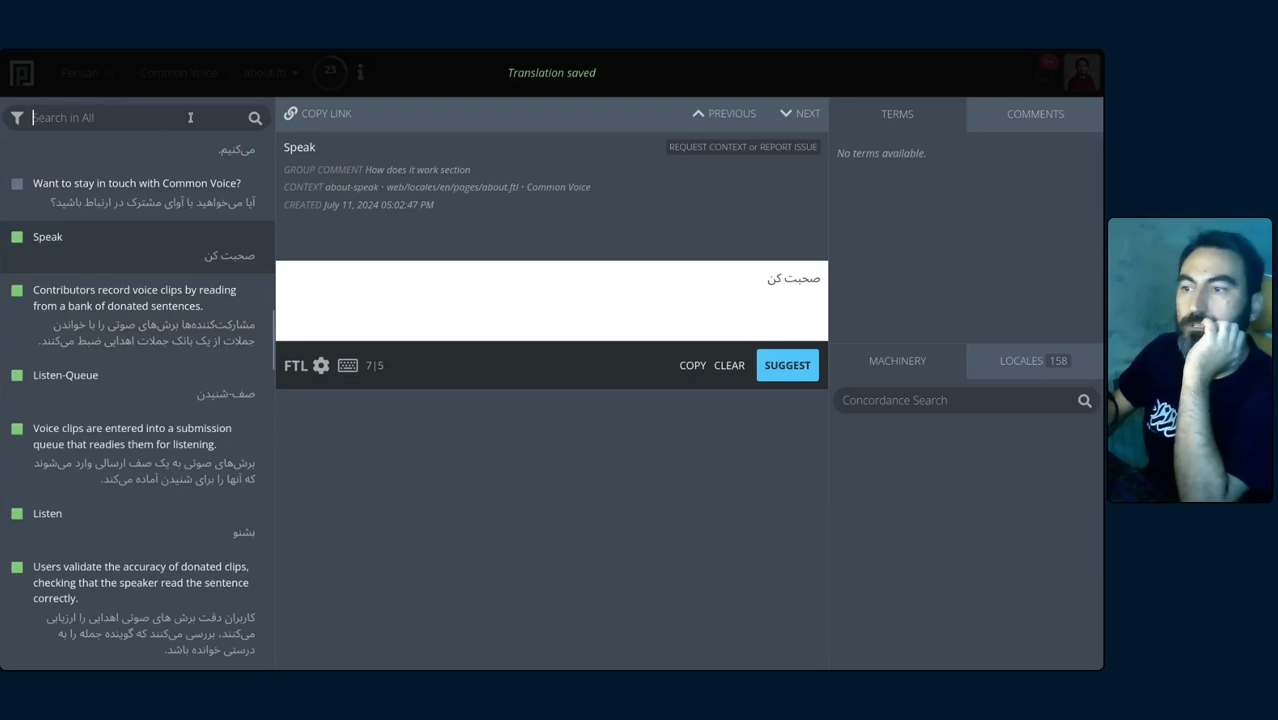 Persian fa
Common Voice
about.ftl
23
Translation saved
9+
Search in All
می‌کنیم.
Want to stay in touch with Common Voice?
آیا می‌خواهید با آوای مشترک در ارتباط باشید؟
Speak
صحبت کن
Contributors record voice clips by reading
from a bank of donated sentences.
مشارکت‌کننده‌ها برش‌های صوتی را با خواندن
جملات از یک بانک جملات اهدایی ضبط می‌کنند.
Listen-Queue
صف-شنیدن
Voice clips are entered into a submission
queue that readies them for listening.
برش‌های صوتی به یک صف ارسالی وارد می‌شوند
که آنها را برای شنیدن آماده می‌کند.
Listen
بشنو
Users validate the accuracy of donated clips,
checking that the speaker read the sentence
correctly.
کاربران دقت برش های صوتی اهدایی را ارزیابی
می‌کنند، بررسی می‌کنند که گوینده جمله را به
درستی خوانده باشد.
COPY LINK
PREVIOUS
NEXT
Speak
REQUEST CONTEXT or REPORT ISSUE
GROUP COMMENT How does it work section
CONTEXT about-speak • web/locales/en/pages/about.ftl • Common Voice
CREATED July 11, 2024 05:02:47 PM
صحبت کن
FTL
7|5
COPY
CLEAR
SUGGEST
TERMS
COMMENTS
No terms available.
MACHINERY
LOCALES 158
Concordance Search